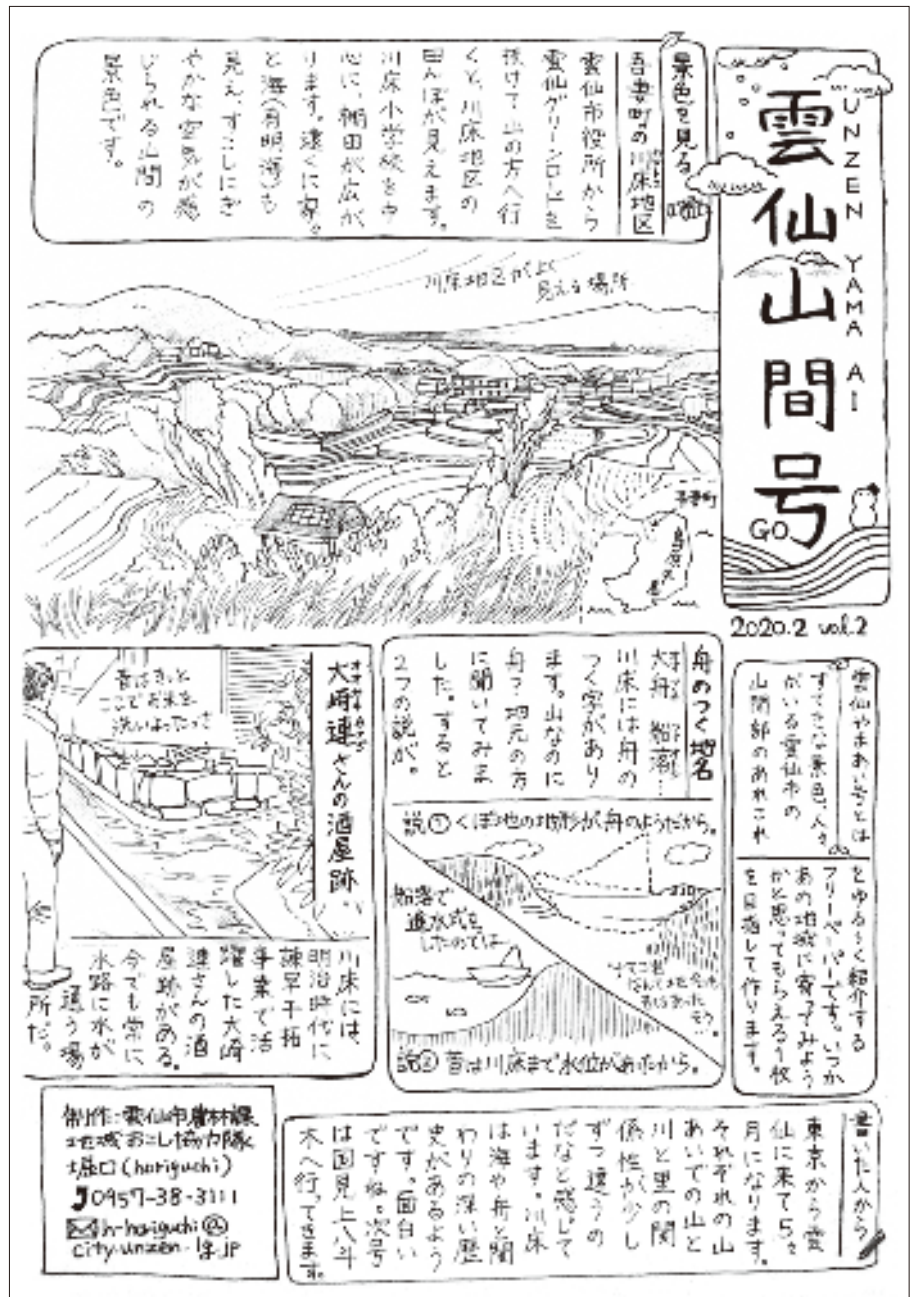 雲仙山間号
UNZEN YAMA AI
GO
2020.2 vol.2
景色を見る
吾妻町の川床地区
雲仙市役所から
雲仙グリーンロードを
抜けて山の方へ行
くと、川床地区の
田んぼが見えます。
川床小学校を中
心に、棚田が広が
ります。遠くに家。
と海(有明海)も
見え、すこしにぎ
やかな空気が感
じられる山間の
景色です。
川床地区がよく
見える場所
吾妻町
雲仙やまあい号とは
すてきな景色、人々
がいる雲仙市の
山間部のあれこれ
をゆる〜く紹介する
フリーペーパーです。いつか
あの地域に寄ってみよう
かと思ってもらえるよう
を目指して作ります。
舟のつく地名
川床には舟の
つく字があり
ます。山なのに
舟?地元の方
に聞いてみま
した。すると
2つの説が。
説①くぼ地の地形が舟のようだから。
船落で
進水式を
したのでは
説②昔は川床まで水位があったから。
大崎連さんの酒屋跡
昔はきっと
ここでお米を
洗いよったっさ
川床には、
明治時代に
諫早干拓
事業で活
躍した大崎
連さんの酒
屋跡がある。
今でも常に
水路に水が
通う場
所だ。
書いた人から
東京から雲
仙に来て5ヶ
月になります。
それぞれの山
あいでの山と
川と里の関
係性が少し
ずつ違うの
だなと感じて
います。川床
は海や舟と関
わりの深い歴
史があるよう
です。面白い
ですね。次号
は国見上八斗
木へ行ってきます。
制作:雲仙市農林課
地域おこし協力隊
堀口(horiguchi)
0957-38-3111
h-horiguchi@
city.unzen.lg.jp